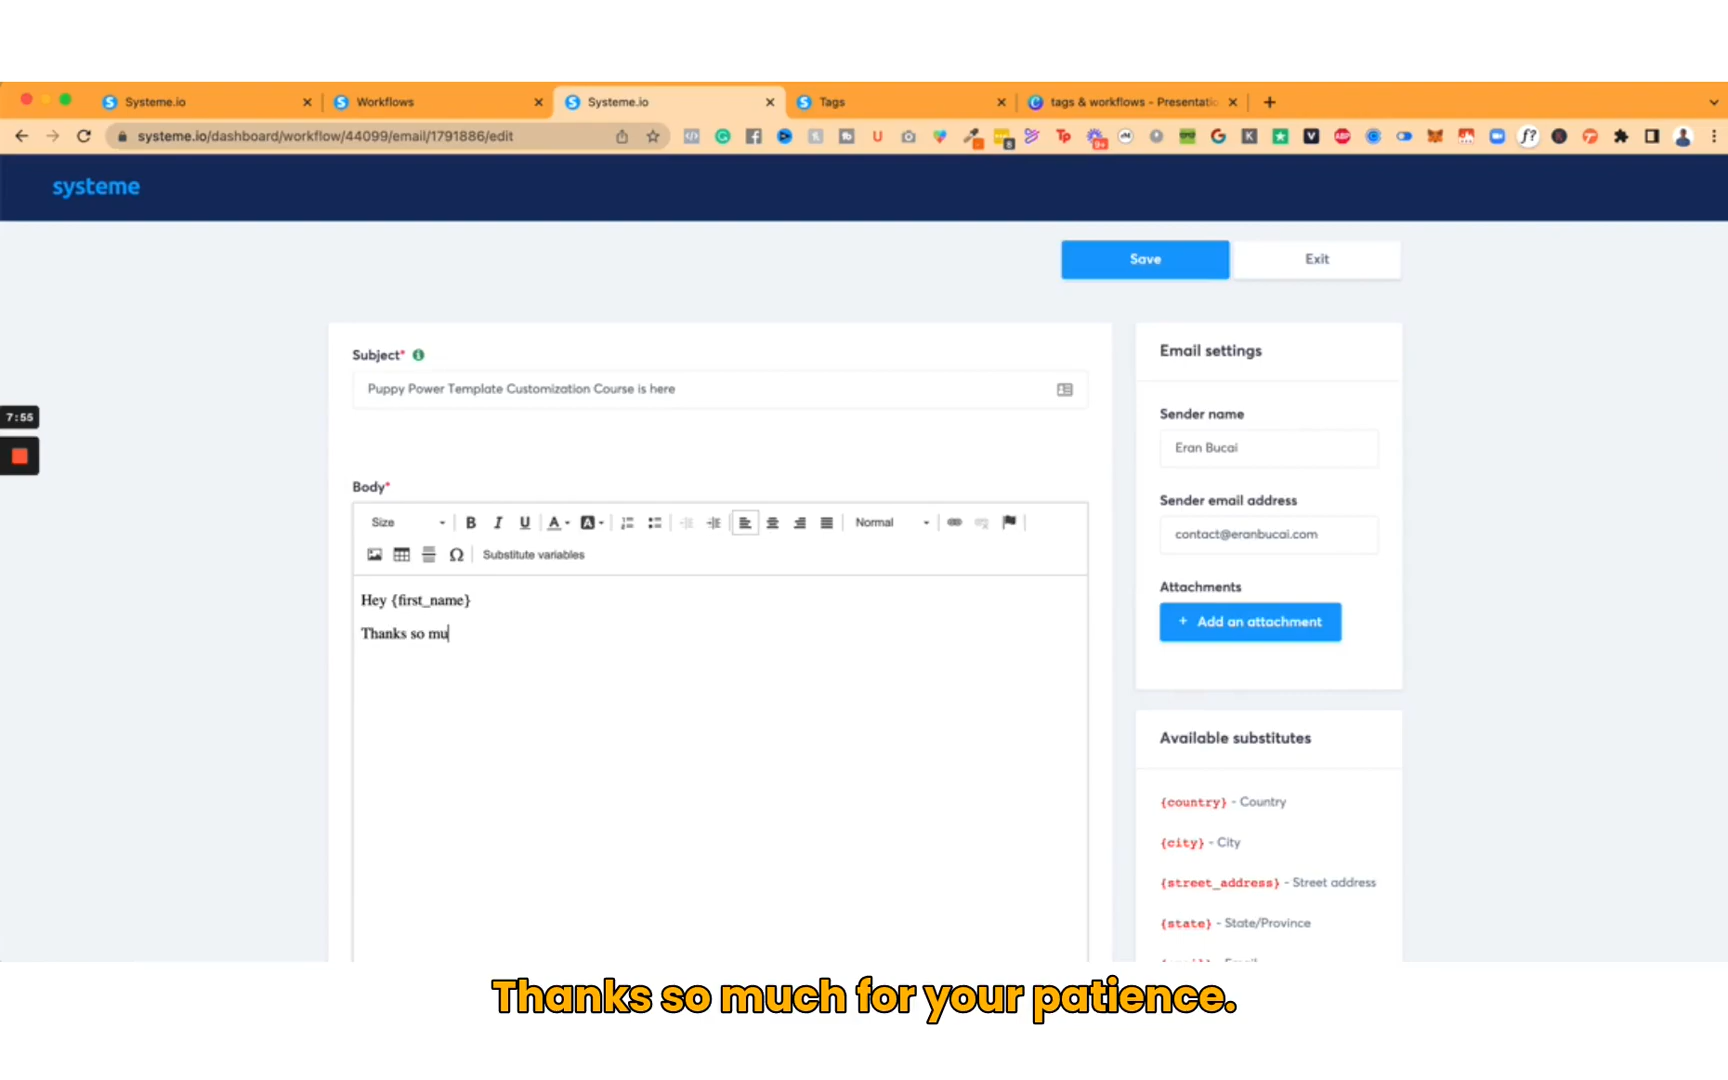 Systeme.io
Workflows
Systeme.io
Tags
tags & workflows - Presentatio
systeme.io/dashboard/workflow/44099/email/1791886/edit
systeme
Save
Exit
Subject*
Puppy Power Template Customization Course is here
Email settings
Sender name
Eran Bucai
7:55
Body*
Sender email address
Size
B I U A A
Normal
contact@eranbucai.com
Ω
Substitute variables
Attachments
Hey {first_name}
+ Add an attachment
Thanks so mu
Available substitutes
{country} - Country
{city} - City
{street_address} - Street address
{state} - State/Province
Thanks so much for your patience.